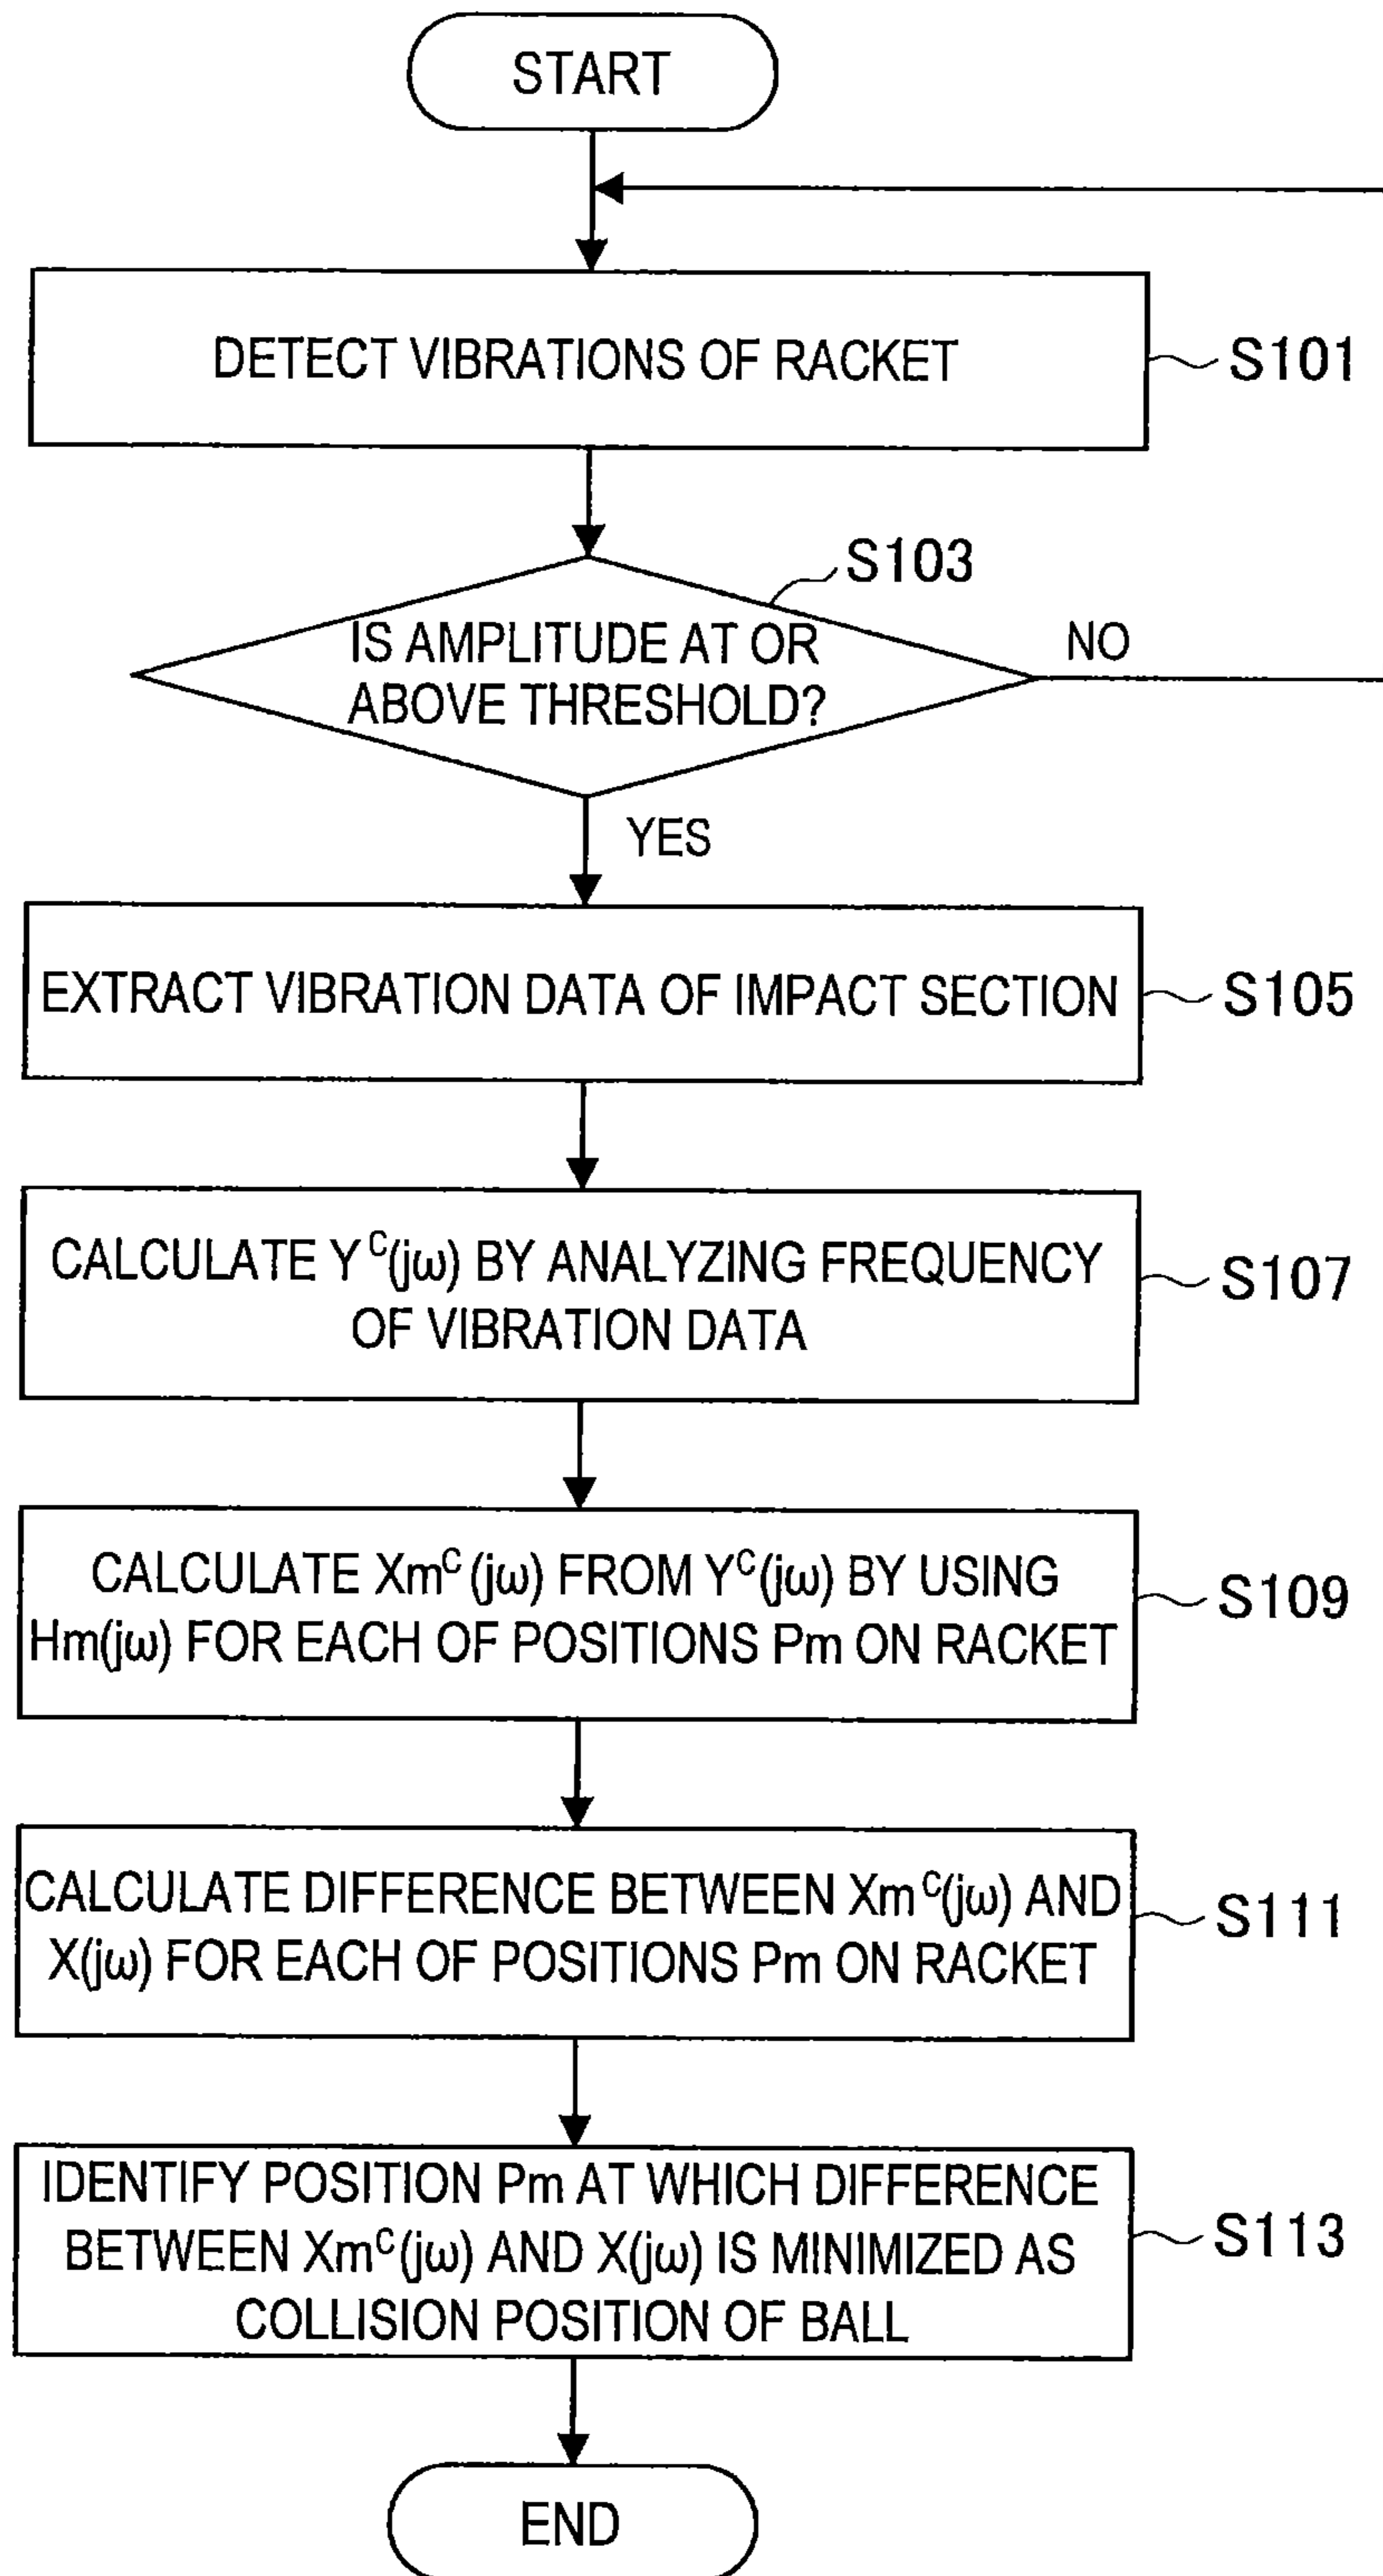 START
DETECT VIBRATIONS OF RACKET
S101
S103
IS AMPLITUDE AT OR
ABOVE THRESHOLD?
NO
YES
EXTRACT VIBRATION DATA OF IMPACT SECTION
S105
CALCULATE Y^C(jω) BY ANALYZING FREQUENCY
OF VIBRATION DATA
S107
CALCULATE Xm^C(jω) FROM Y^C(jω) BY USING
Hm(jω) FOR EACH OF POSITIONS Pm ON RACKET
S109
CALCULATE DIFFERENCE BETWEEN Xm^C(jω) AND
X(jω) FOR EACH OF POSITIONS Pm ON RACKET
S111
IDENTIFY POSITION Pm AT WHICH DIFFERENCE
BETWEEN Xm^C(jω) AND X(jω) IS MINIMIZED AS
COLLISION POSITION OF BALL
S113
END